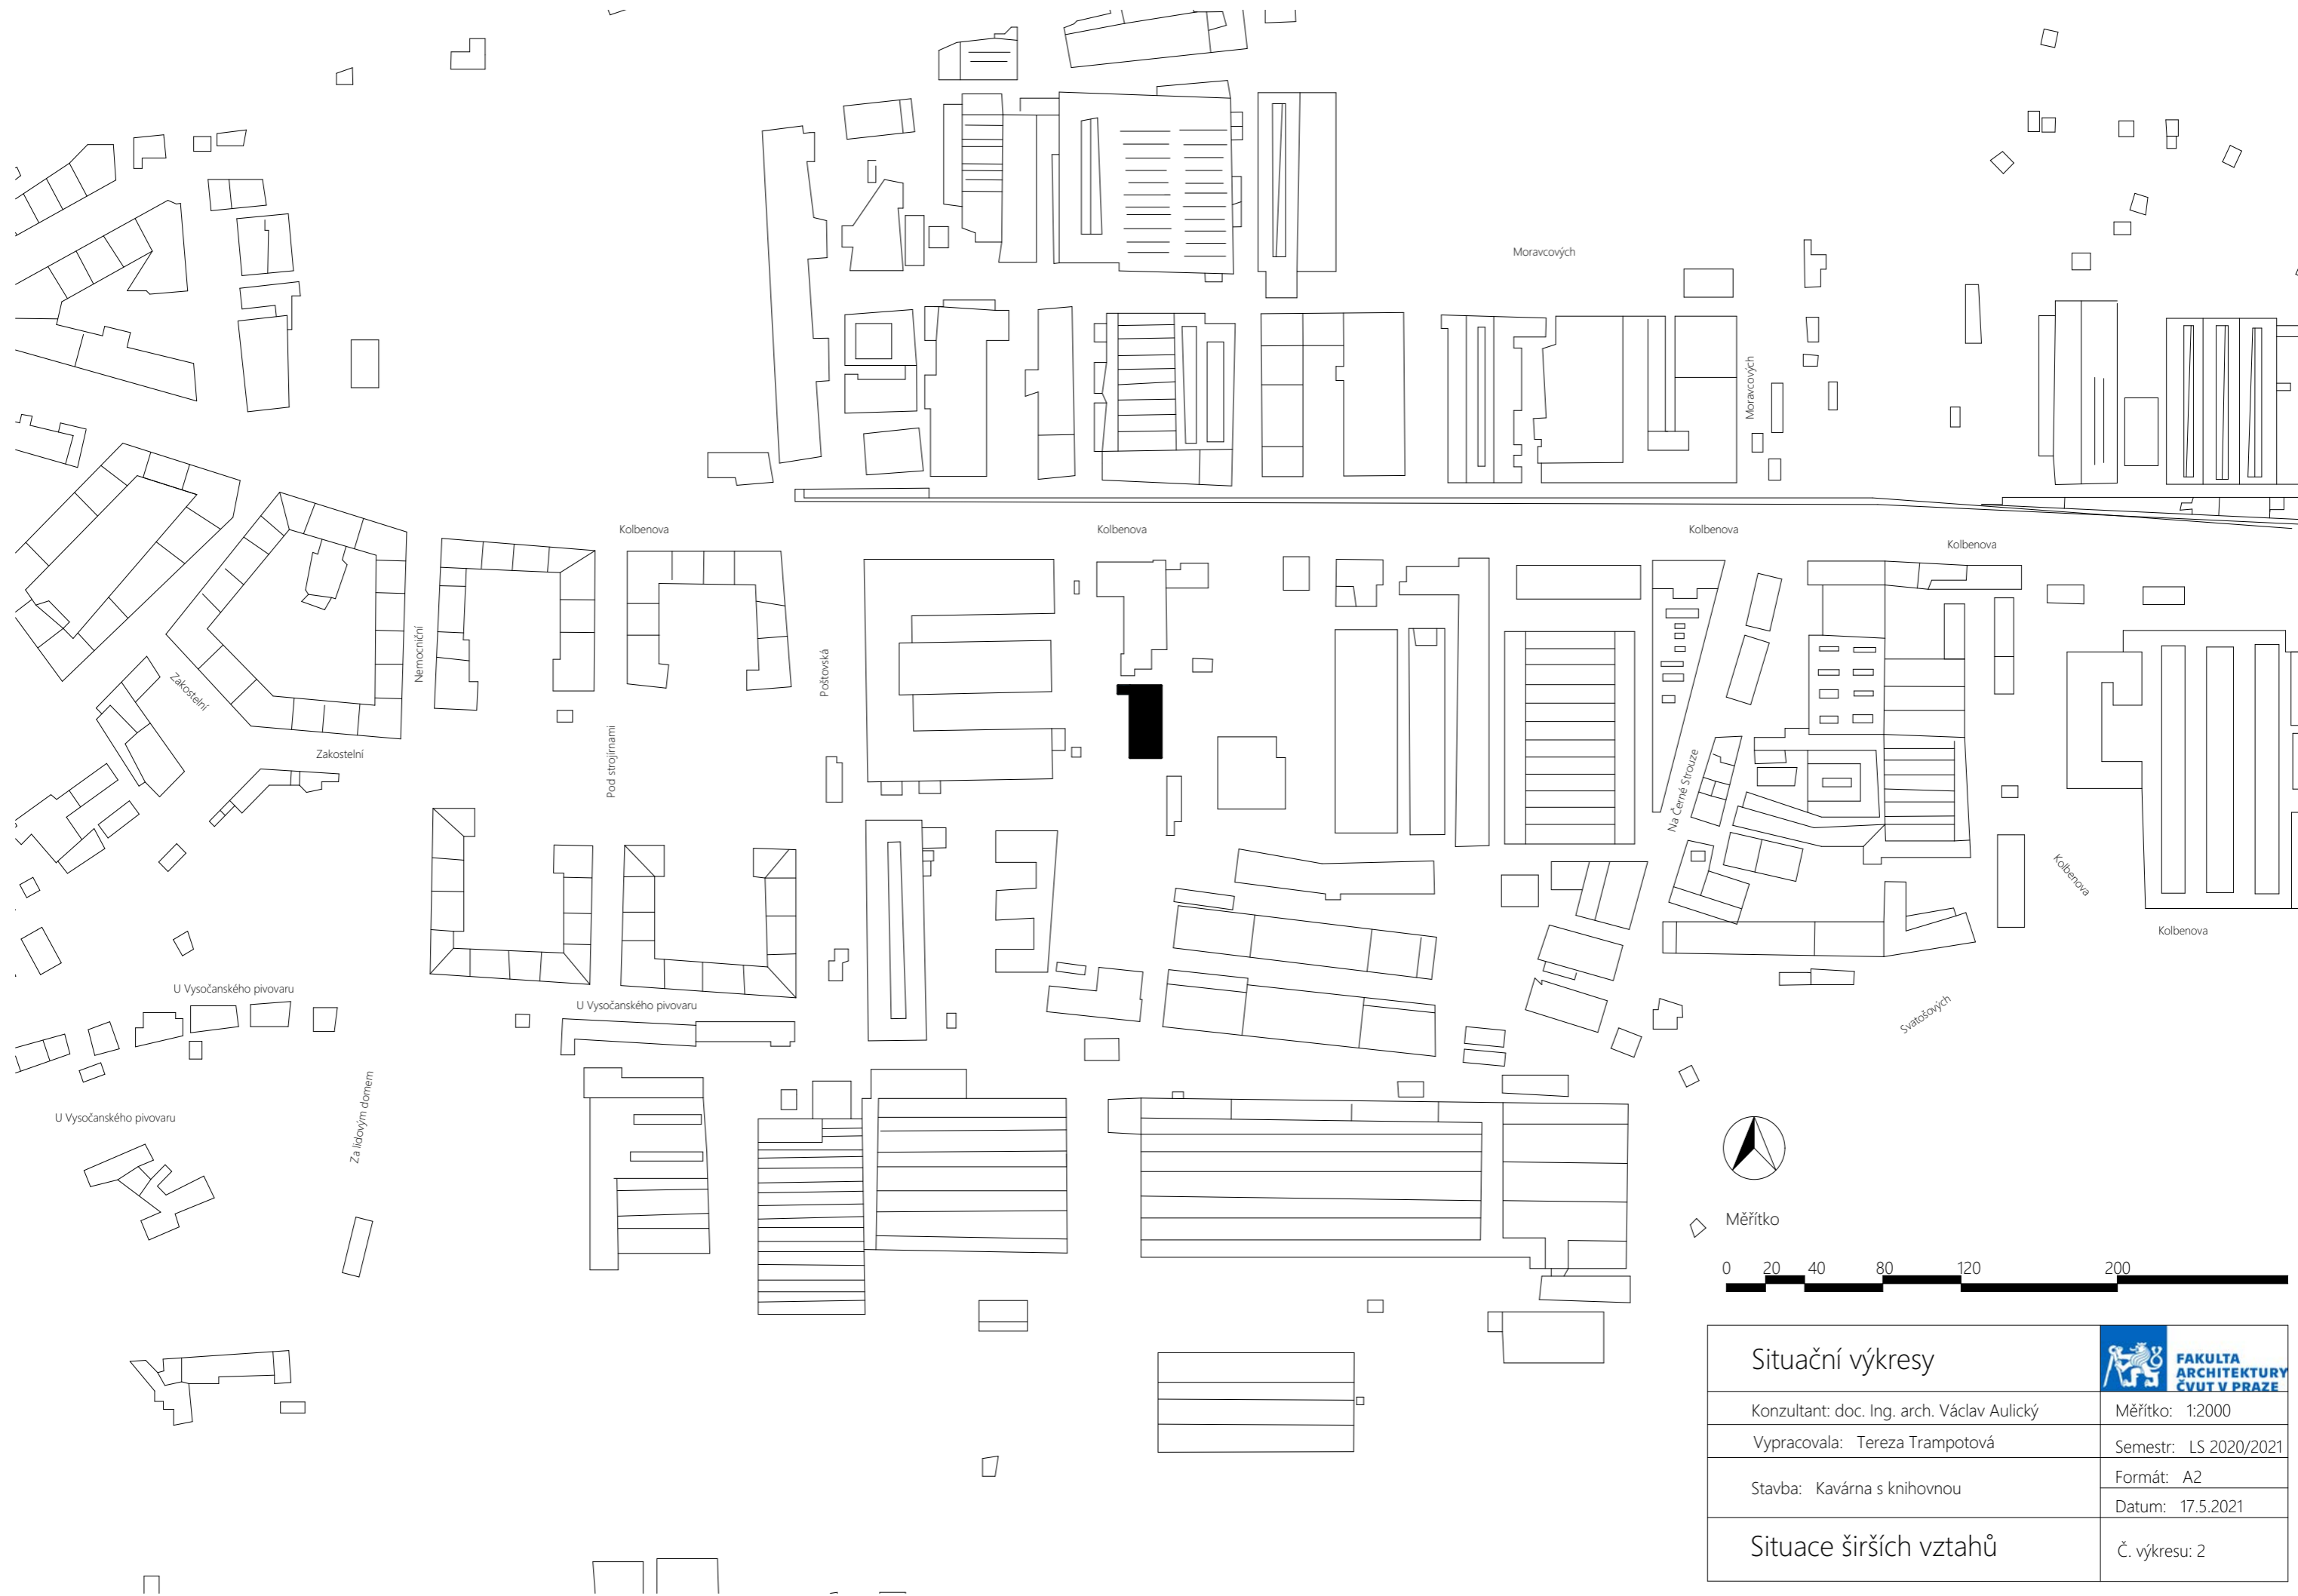 Moravcových
Moravcových
Kolbenova
Kolbenova
Kolbenova
Kolbenova
Nemocniční
Poštovská
Zakostelní
Zakostelní
Pod strojírnami
Na Černé Strouze
Kolbenova
Kolbenova
U Vysočanského pivovaru
U Vysočanského pivovaru
Svatošových
Za lidovým domem
U Vysočanského pivovaru
Měřítko
0 20 40 80 120 200
Situační výkresy
FAKULTA
ARCHITEKTURY
ČVUT V PRAZE
Konzultant: doc. Ing. arch. Václav Aulický
Měřítko: 1:2000
Vypracovala: Tereza Trampotová
Semestr: LS 2020/2021
Stavba: Kavárna s knihovnou
Formát: A2
Datum: 17.5.2021
Situace širších vztahů
Č. výkresu: 2